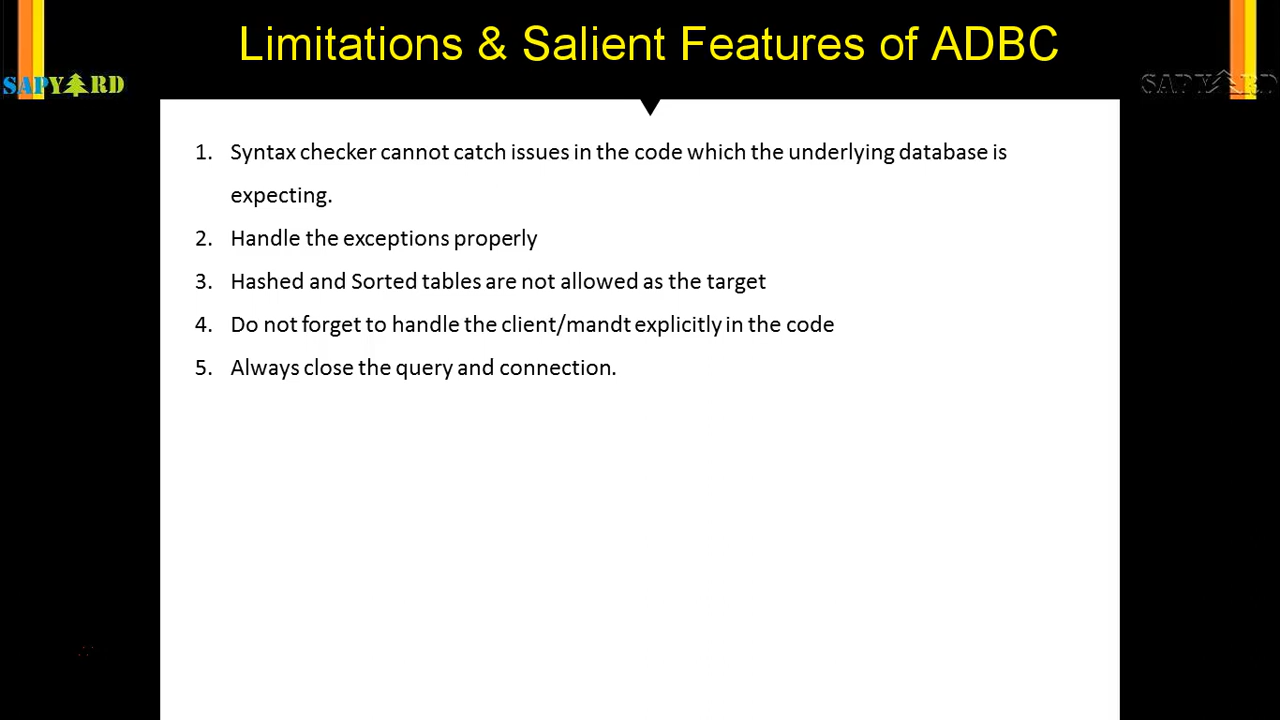 Limitations & Salient Features of ADBC
SAPYARD
SAPYARD
1. Syntax checker cannot catch issues in the code which the underlying database is
expecting.
2. Handle the exceptions properly
3. Hashed and Sorted tables are not allowed as the target
4. Do not forget to handle the client/mandt explicitly in the code
5. Always close the query and connection.